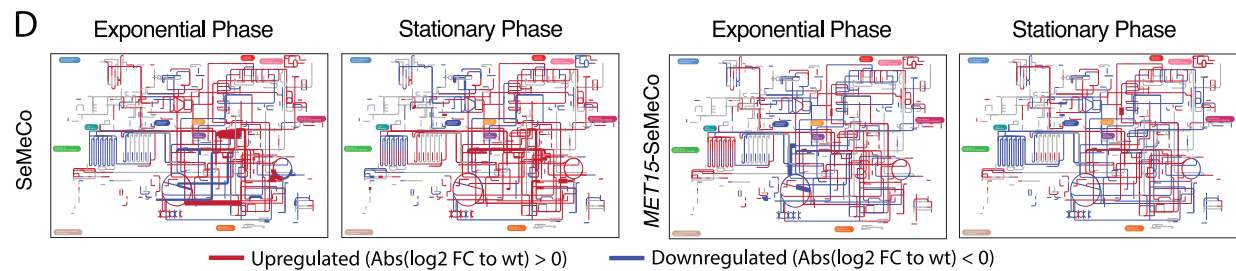 D
Exponential Phase
Stationary Phase
Exponential Phase
Stationary Phase
SeMeCo
MET15-SeMeCo
Upregulated (Abs(log2 FC to wt) > 0)
Downregulated (Abs(log2 FC to wt) < 0)